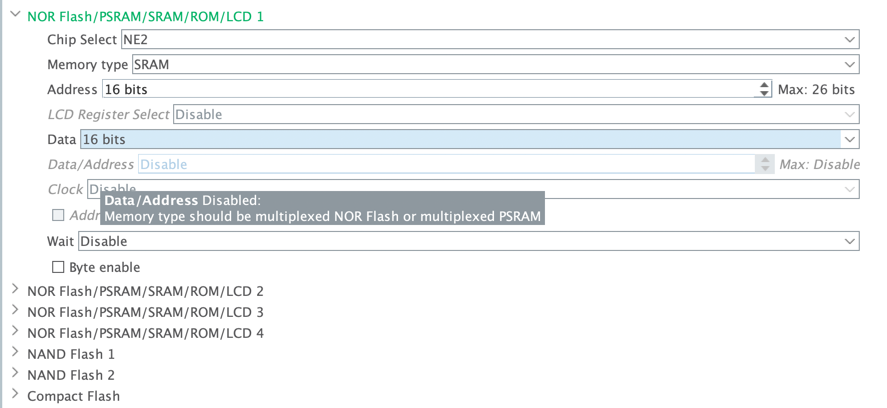 NOR Flash/PSRAM/SRAM/ROM/LCD 1
Chip Select NE2
Memory type SRAM
Address 16 bits Max: 26 bits
LCD Register Select Disable
Data 16 bits
Data/Address Disable Max: Disable
Clock Disable
Data/Address Disabled:
Memory type should be multiplexed NOR Flash or multiplexed PSRAM
Wait Disable
Byte enable
NOR Flash/PSRAM/SRAM/ROM/LCD 2
NOR Flash/PSRAM/SRAM/ROM/LCD 3
NOR Flash/PSRAM/SRAM/ROM/LCD 4
NAND Flash 1
NAND Flash 2
Compact Flash